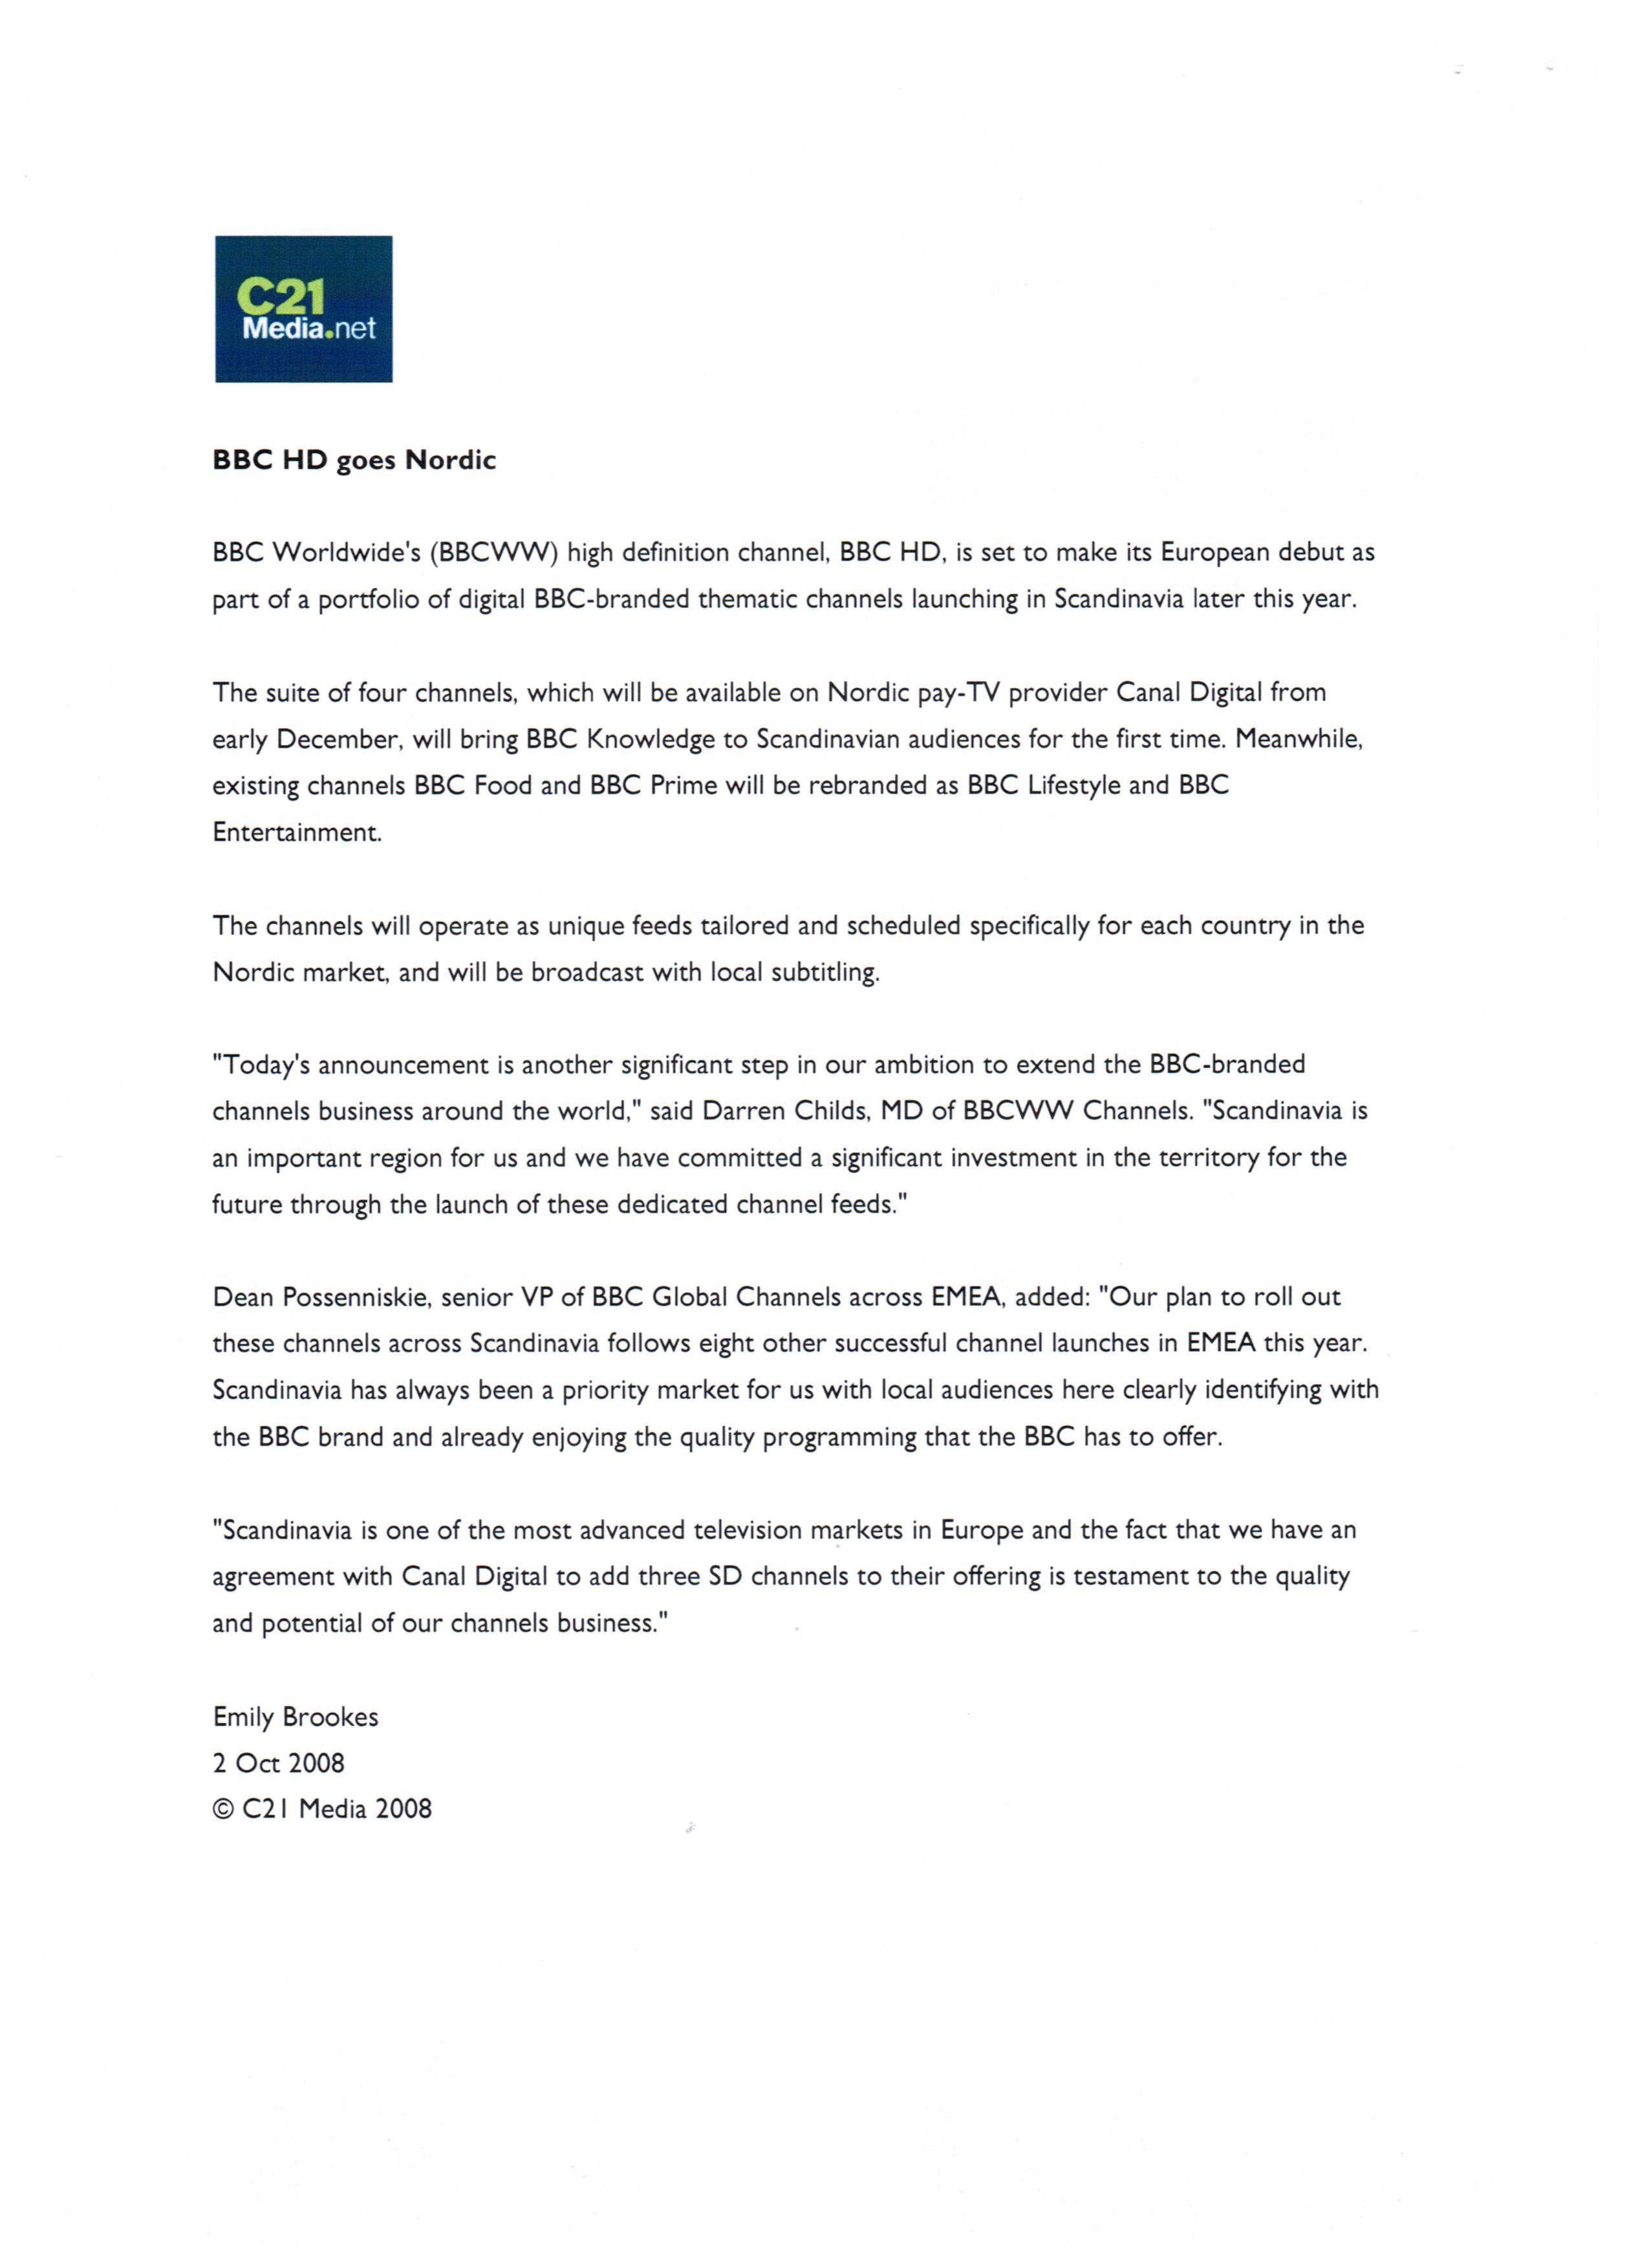 C21
Media.net
BBC HD goes Nordic
BBC Worldwide's (BBCWW) high definition channel, BBC HD, is set to make its European debut as
part of a portfolio of digital BBC-branded thematic channels launching in Scandinavia later this year.
The suite of four channels, which will be available on Nordic pay-TV provider Canal Digital from
early December, will bring BBC Knowledge to Scandinavian audiences for the first time. Meanwhile,
existing channels BBC Food and BBC Prime will be rebranded as BBC Lifestyle and BBC
Entertainment.
The channels will operate as unique feeds tailored and scheduled specifically for each country in the
Nordic market, and will be broadcast with local subtitling.
"Today's announcement is another significant step in our ambition to extend the BBC-branded
channels business around the world," said Darren Childs, MD of BBCWW Channels. "Scandinavia is
an important region for us and we have committed a significant investment in the territory for the
future through the launch of these dedicated channel feeds."
Dean Possenniskie, senior VP of BBC Global Channels across EMEA, added: "Our plan to roll out
these channels across Scandinavia follows eight other successful channel launches in EMEA this year.
Scandinavia has always been a priority market for us with local audiences here clearly identifying with
the BBC brand and already enjoying the quality programming that the BBC has to offer.
"Scandinavia is one of the most advanced television markets in Europe and the fact that we have an
agreement with Canal Digital to add three SD channels to their offering is testament to the quality
and potential of our channels business."
Emily Brookes
2 Oct 2008
© C21 Media 2008